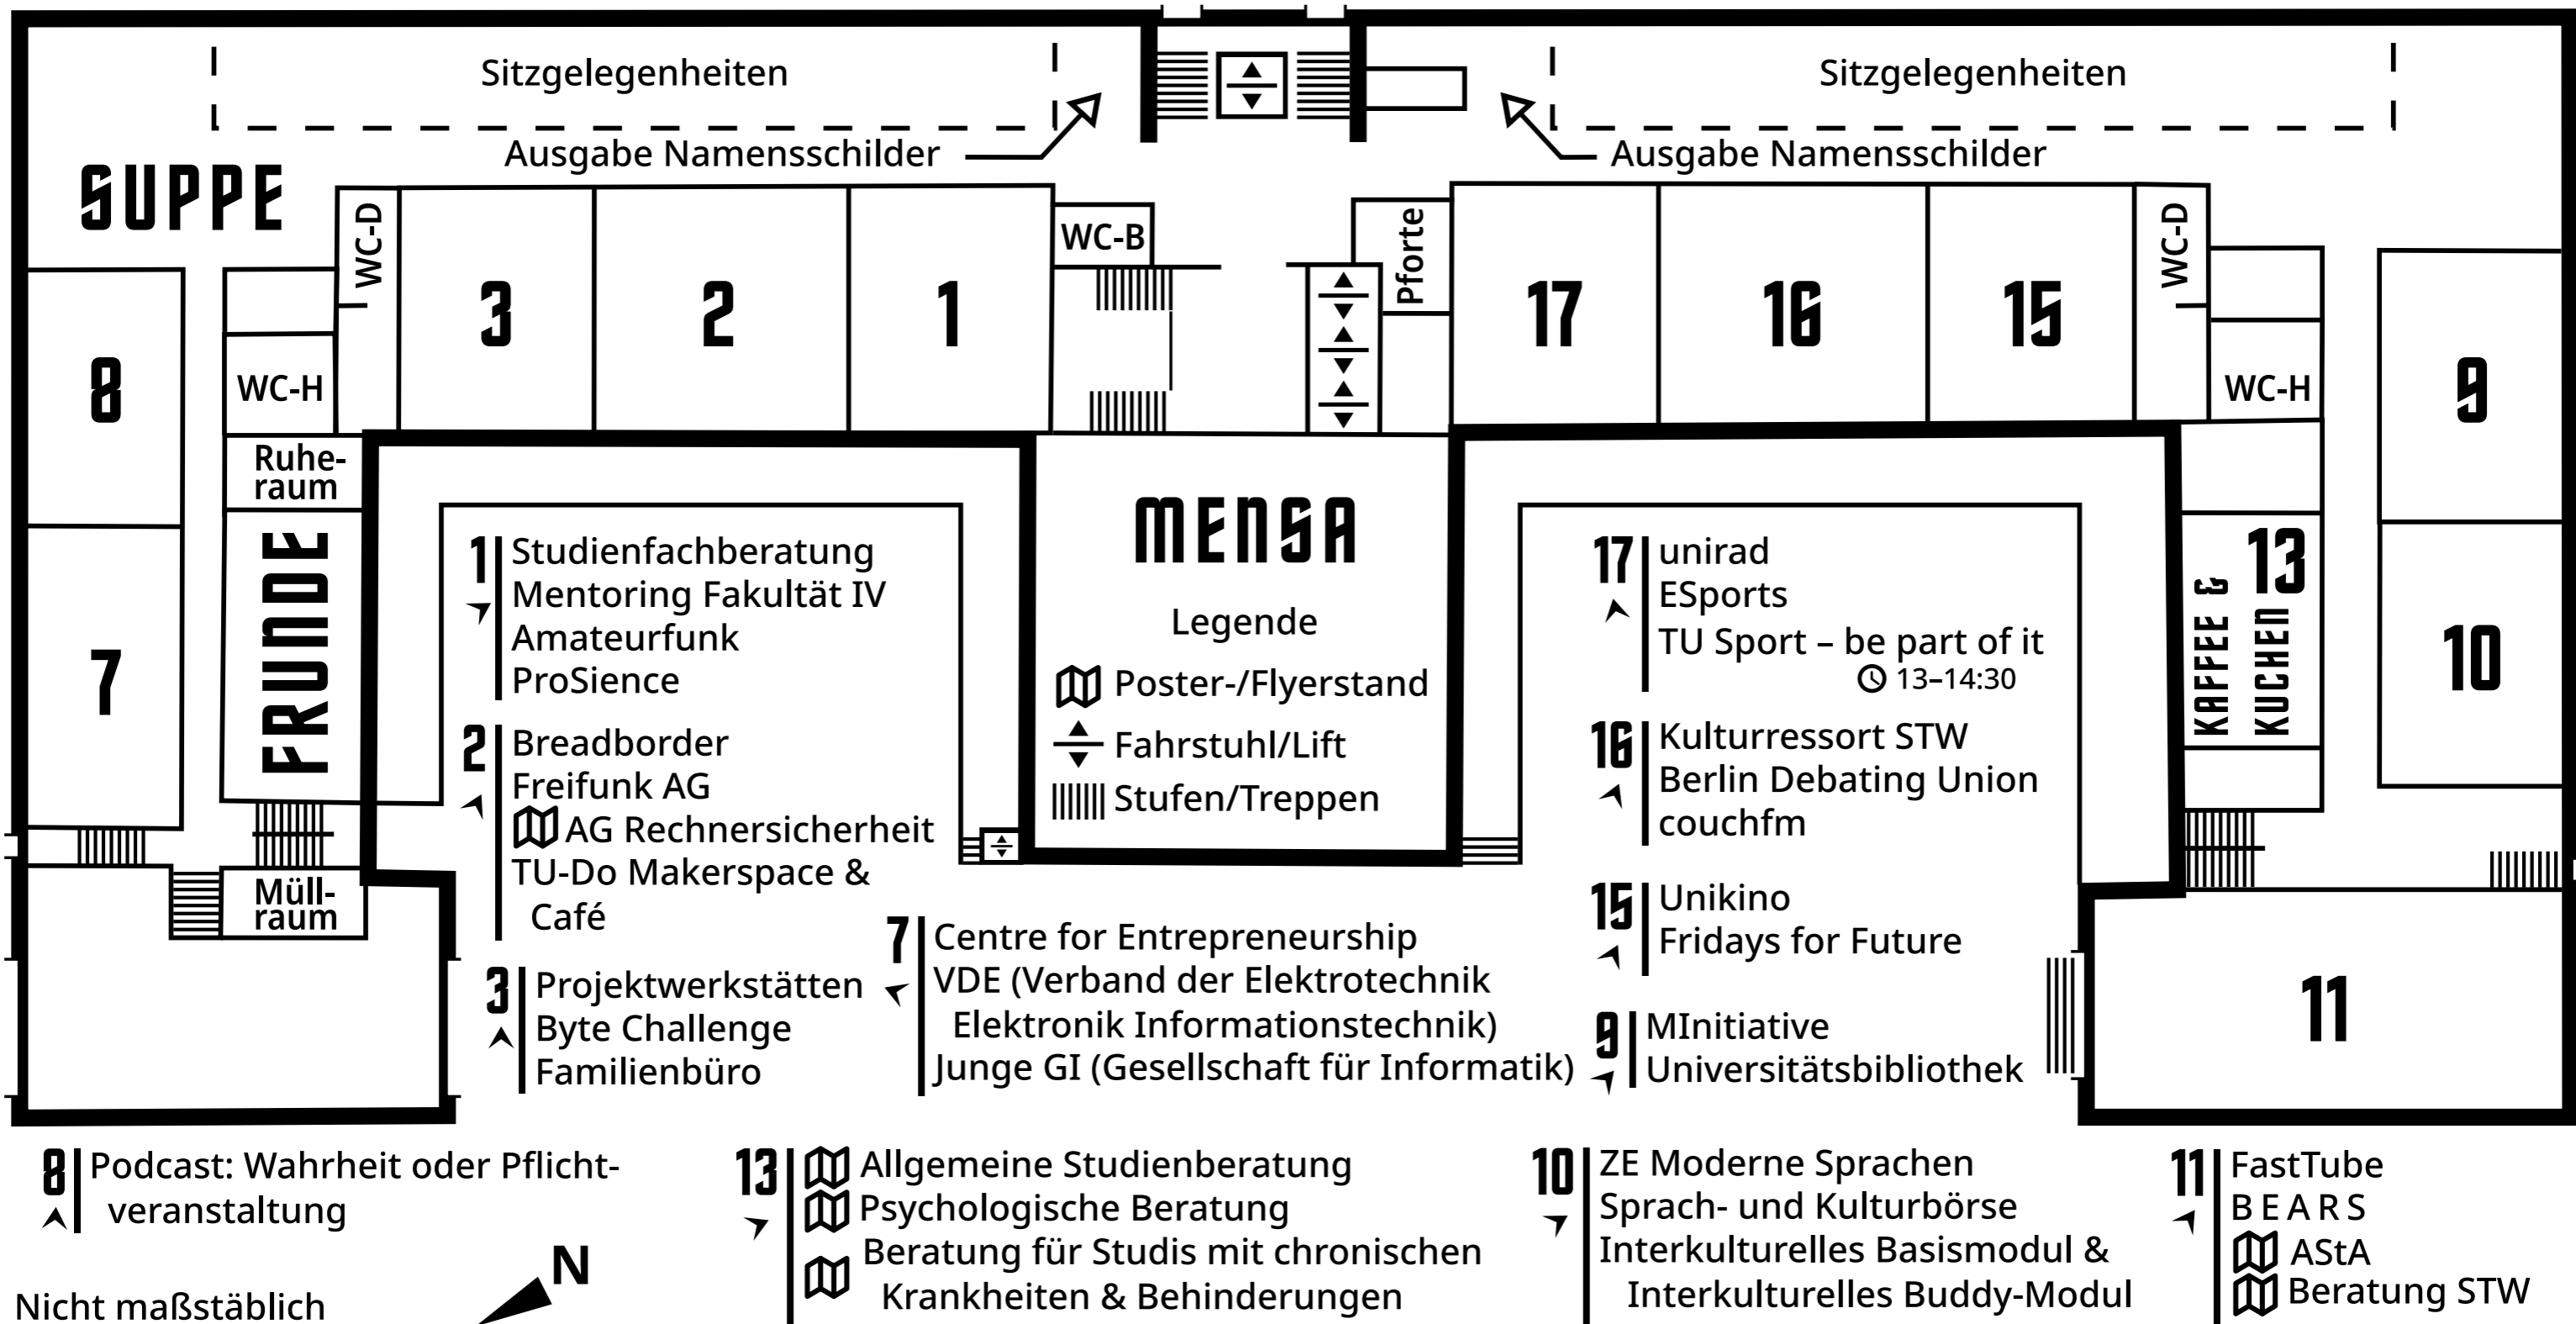 Sitzgelegenheiten
Sitzgelegenheiten
Ausgabe Namensschilder
Ausgabe Namensschilder
SUPPE
WC-D
3
2
1
WC-B
Pforte
17
16
15
WC-D
8
WC-H
WC-H
9
Ruhe-
raum
FRUNDE
7
MENSA
KAFFEE &
KUCHEN
13
10
Müll-
raum
11
1
Studienfachberatung
Mentoring Fakultät IV
Amateurfunk
ProSience
2
Breadborder
Freifunk AG
AG Rechnersicherheit
TU-Do Makerspace &
Café
3
Projektwerkstätten
Byte Challenge
Familienbüro
Legende
Poster-/Flyerstand
Fahrstuhl/Lift
Stufen/Treppen
7
Centre for Entrepreneurship
VDE (Verband der Elektrotechnik
Elektronik Informationstechnik)
Junge GI (Gesellschaft für Informatik)
17
unirad
ESports
TU Sport – be part of it
13–14:30
16
Kulturressort STW
Berlin Debating Union
couchfm
15
Unikino
Fridays for Future
9
MInitiative
Universitätsbibliothek
8
Podcast: Wahrheit oder Pflicht-
veranstaltung
13
Allgemeine Studienberatung
Psychologische Beratung
Beratung für Studis mit chronischen
Krankheiten & Behinderungen
10
ZE Moderne Sprachen
Sprach- und Kulturbörse
Interkulturelles Basismodul &
Interkulturelles Buddy-Modul
11
FastTube
BEARS
AStA
Beratung STW
Nicht maßstäblich
N